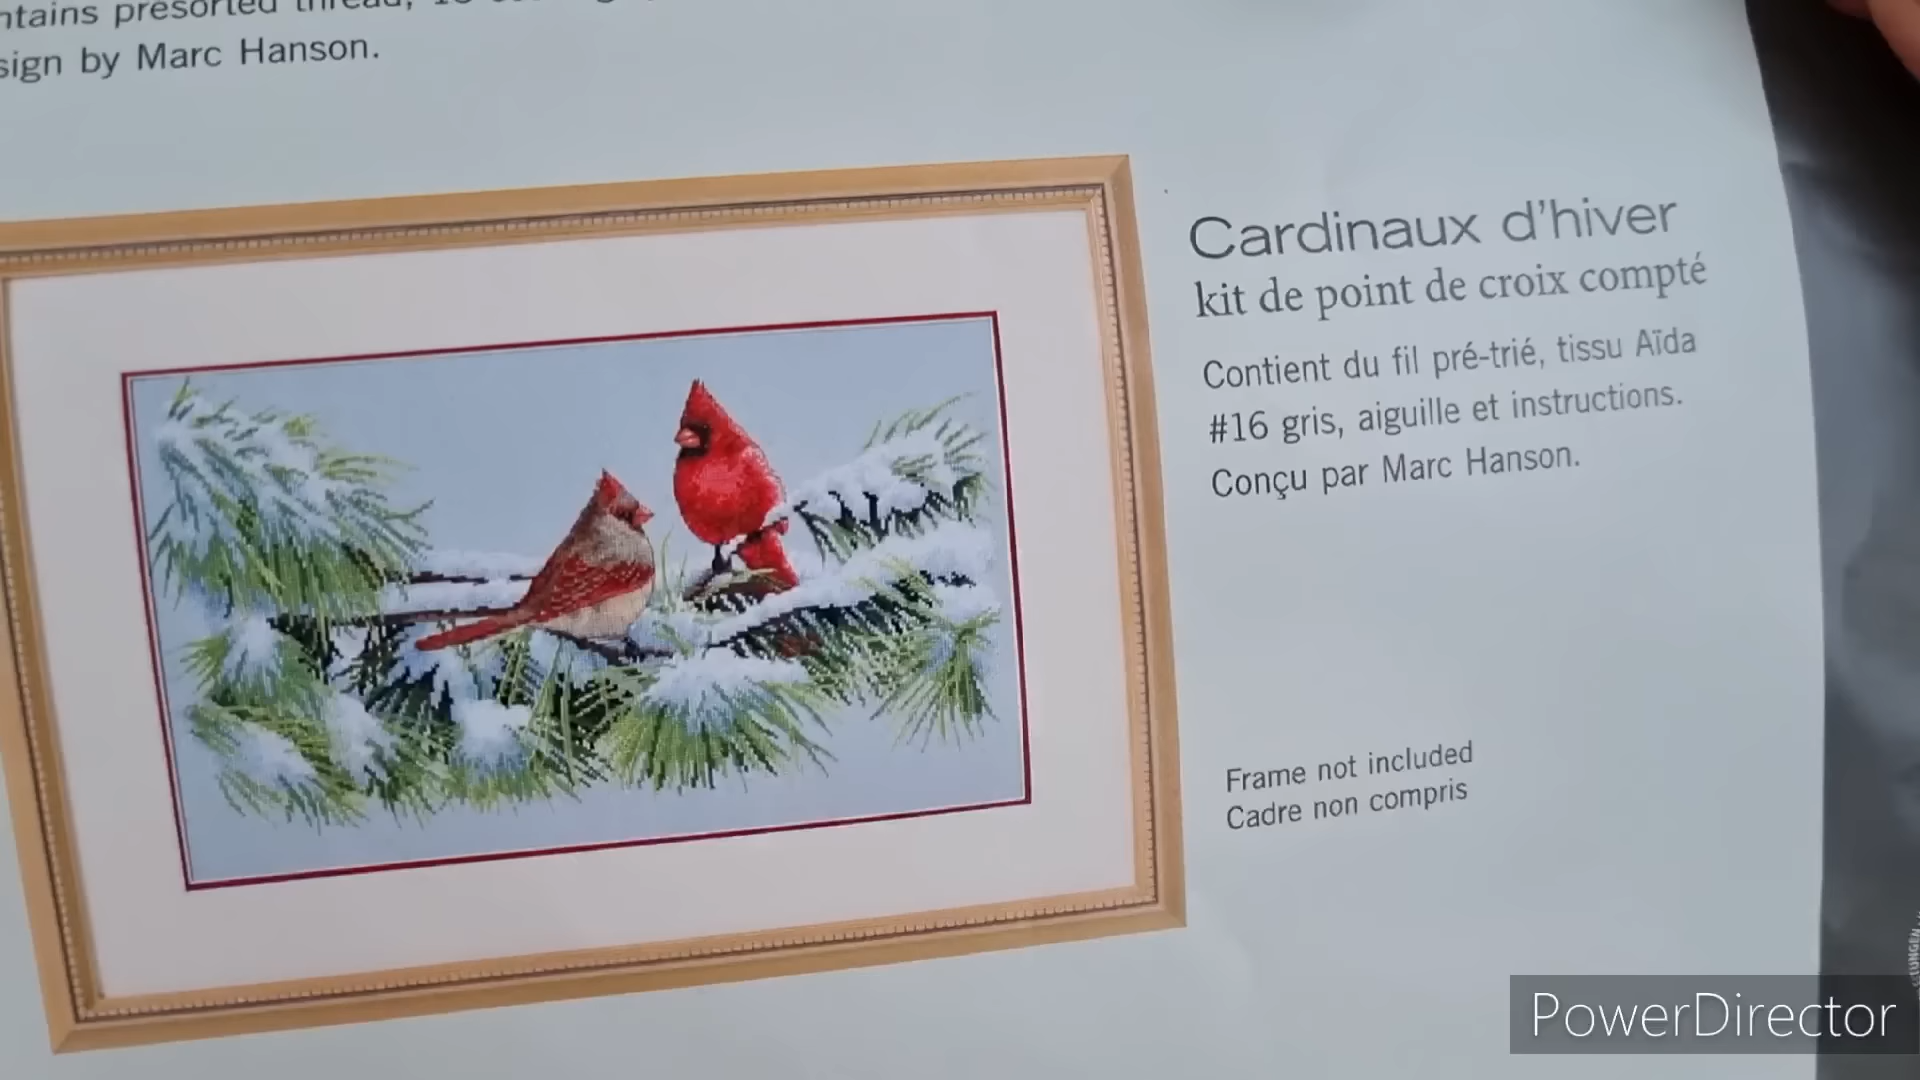 ntains presorted thread,
sign by Marc Hanson.
Cardinaux d'hiver
kit de point de croix compté
Contient du fil pré-trié, tissu Aïda
#16 gris, aiguille et instructions.
Conçu par Marc Hanson.
Frame not included
Cadre non compris
PowerDirector